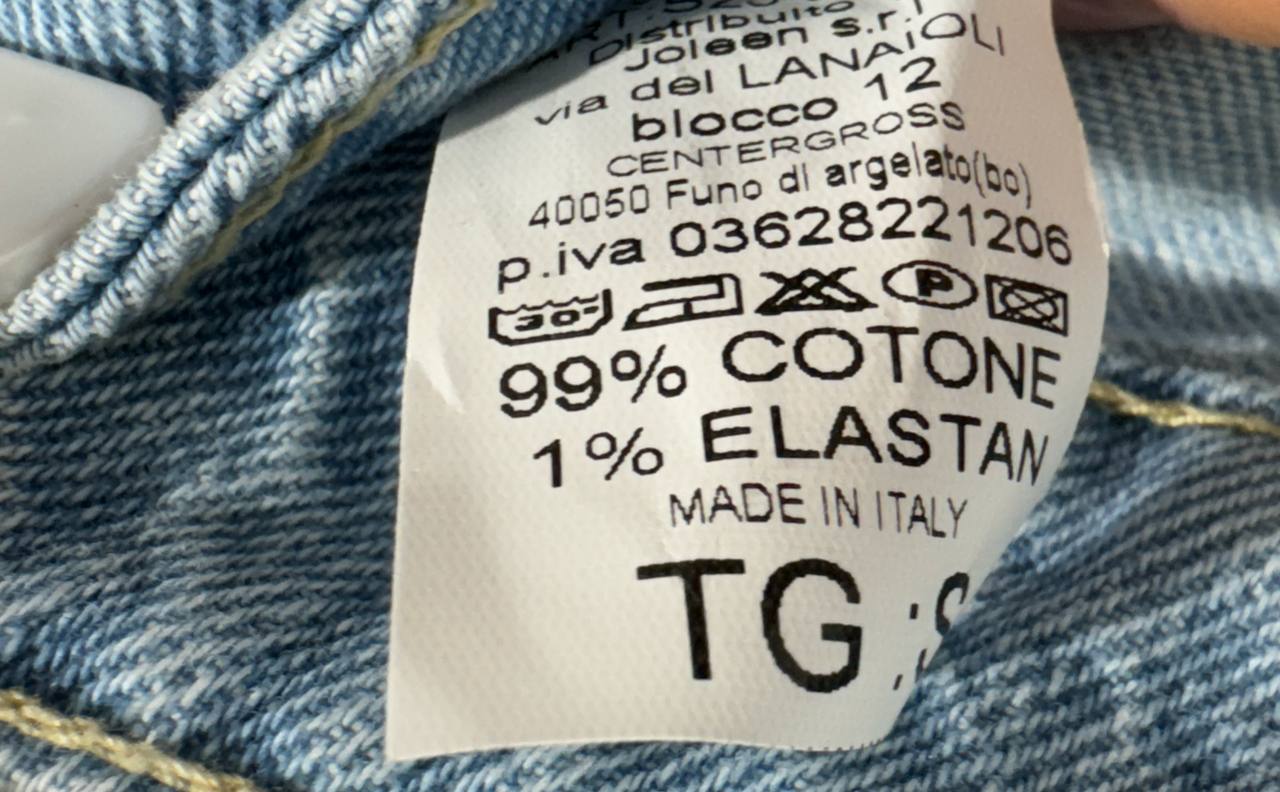 Distribuito
Joleen s.r.l
via del LANAiOLI
blocco 12
CENTERGROSS
40050 Funo di argelato(bo)
p.iva 03628221206
30°
P
99% COTONE
1% ELASTAN
MADE IN ITALY
TG :S